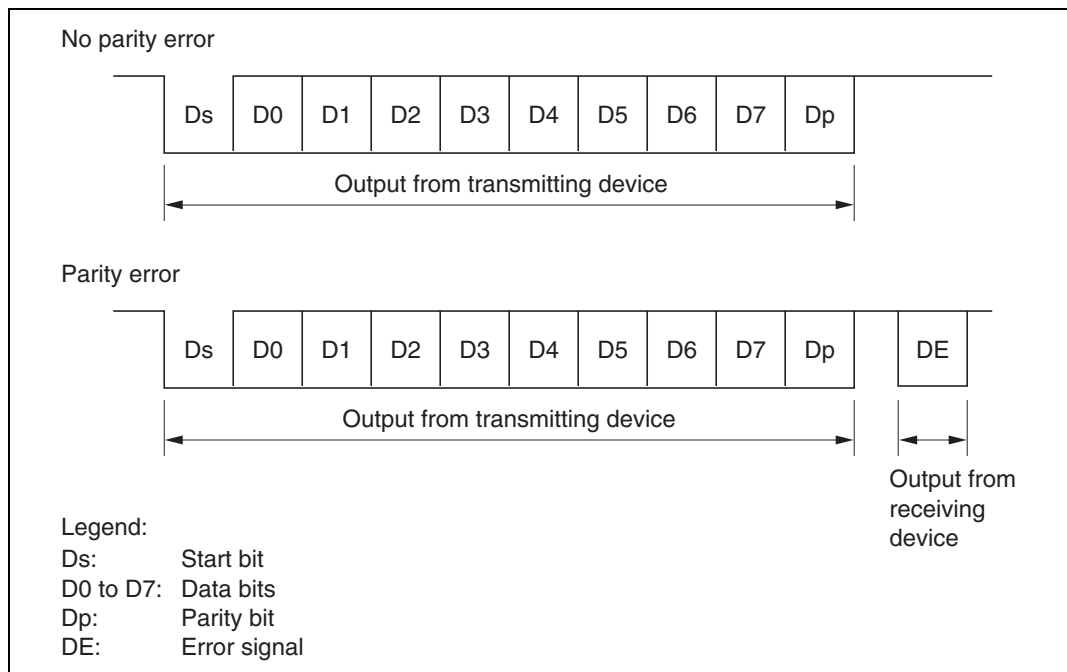 No parity error
Ds D0 D1 D2 D3 D4 D5 D6 D7 Dp
Output from transmitting device
Parity error
Ds D0 D1 D2 D3 D4 D5 D6 D7 Dp DE
Output from transmitting device
Output from
receiving
device
Legend:
Ds: Start bit
D0 to D7: Data bits
Dp: Parity bit
DE: Error signal